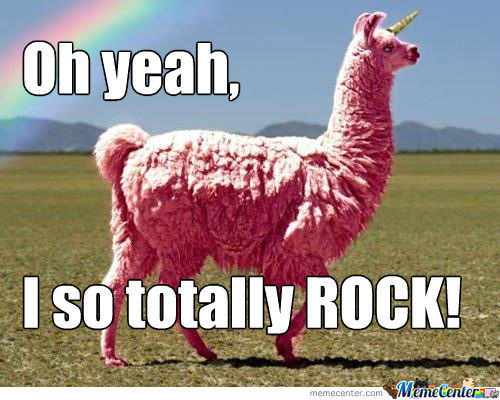 Oh yeah,
I so totally ROCK!
memecenter.com MemeCenter